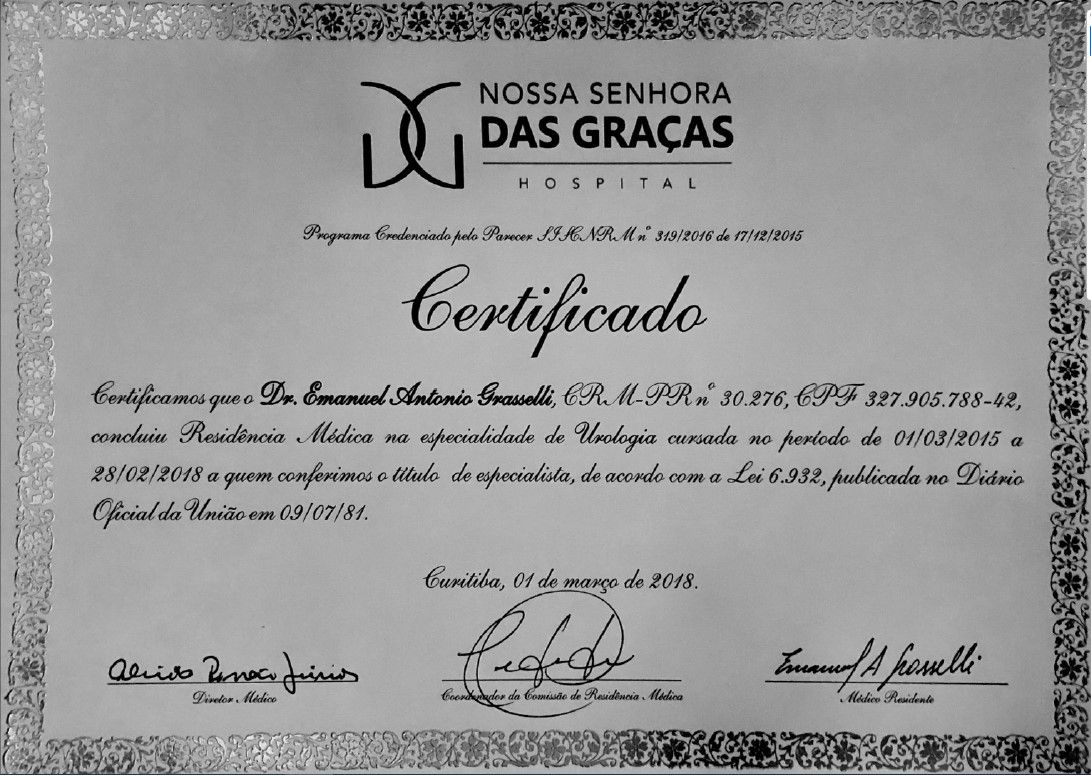 NOSSA SENHORA
DAS GRAÇAS
HOSPITAL
Programa Credenciado pelo Parecer SISCNRM nº 319/2016 de 17/12/2015
Certificado
Certificamos que o Dr. Emanuel Antonio Grasselli, CRM-PR nº 30.276, CPF 327.905.788-42,
concluiu Residência Médica na especialidade de Urologia cursada no período de 01/03/2015 a
28/02/2018 a quem conferimos o título de especialista, de acordo com a Lei 6.932, publicada no Diário
Oficial da União em 09/07/81.
Curitiba, 01 de março de 2018.
Emanuel A Grasselli
Diretor Médico
Coordenador da Comissão de Residência Médica
Médico Residente